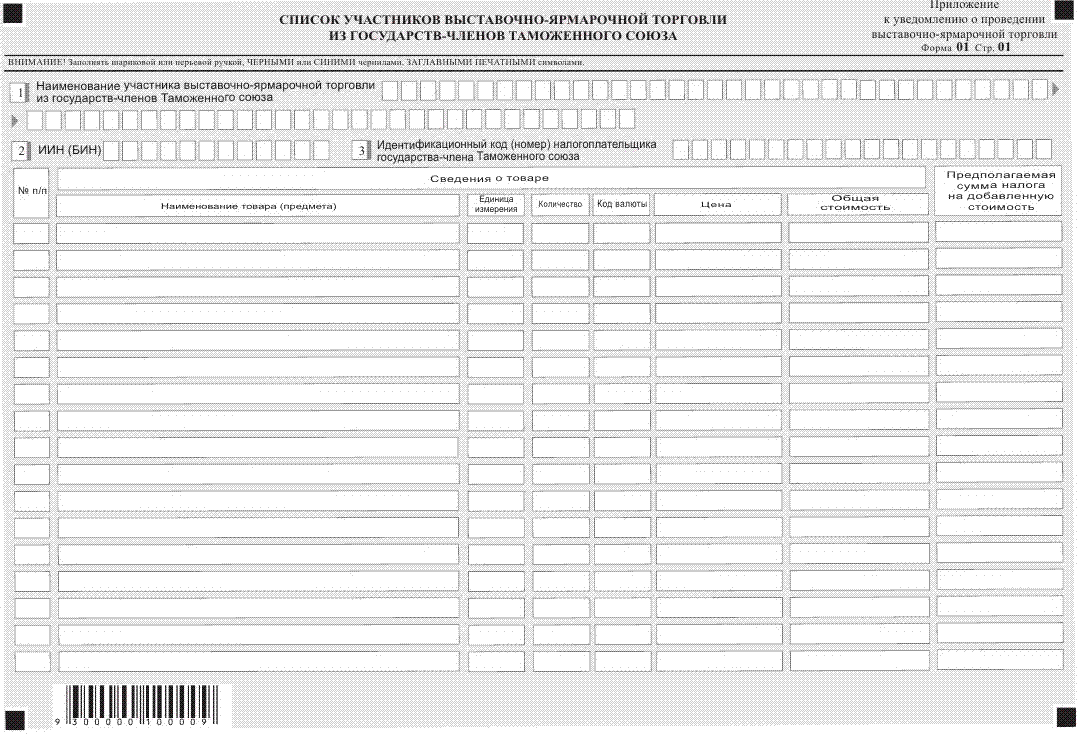 Приложение
СПИСОК УЧАСТНИКОВ ВЫСТАВОЧНО-ЯРМАРОЧНОЙ ТОРГОВЛИ
к уведомлению о проведении
ИЗ ГОСУДАРСТВ-ЧЛЕНОВ ТАМОЖЕННОГО СОЮЗА
выставочно-ярмарочной торговли
Форма 01 Стр. 01
ВНИМАНИЕ! Заполнять шариковой или перьевой ручкой, ЧЕРНЫМИ или СИНИМИ чернилами, ЗАГЛАВНЫМИ ПЕЧАТНЫМИ символами.
1 Наименование участника выставочно-ярмарочной торговли
из государств-членов Таможенного союза
2 ИИН (БИН)
3 Идентификационный код (номер) налогоплательщика
государства-члена Таможенного союза
№ п/п
Сведения о товаре
Наименование товара (предмета)
Единица
измерения
Количество
Код валюты
Цена
Общая
стоимость
Предполагаемая
сумма налога
на добавленную
стоимость
9 300000 100009